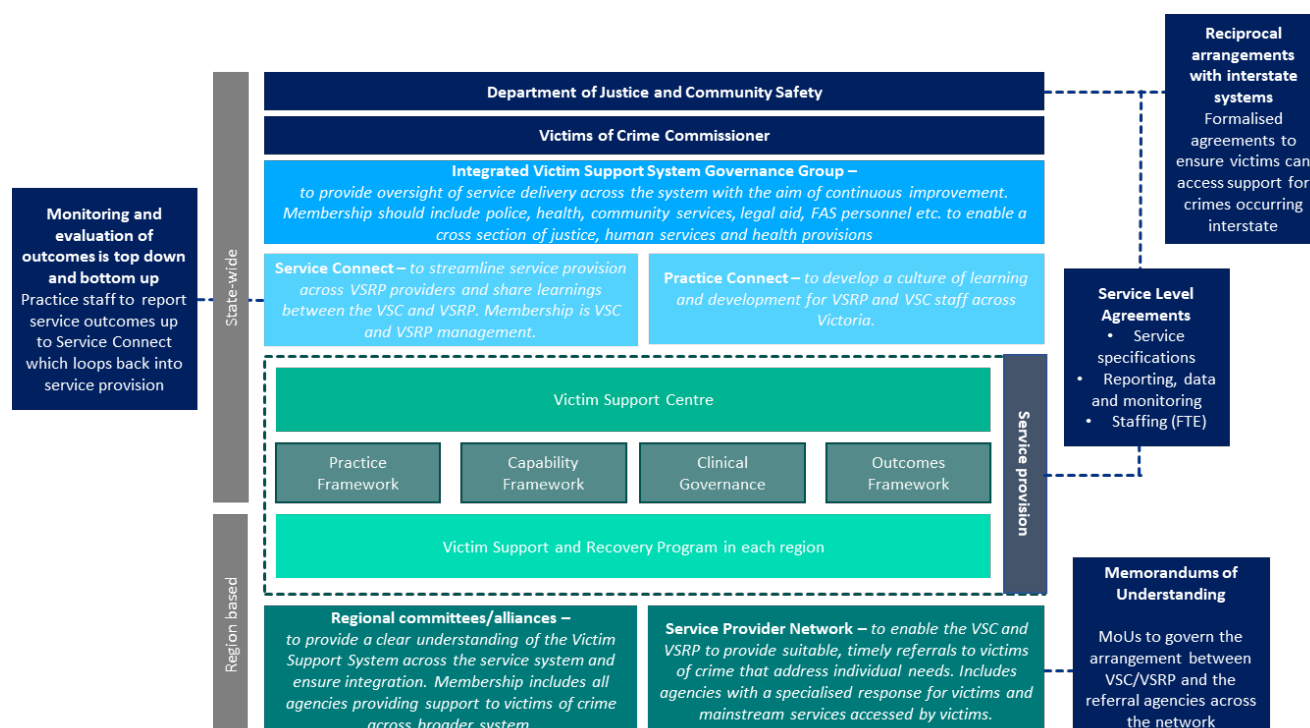 Reciprocal
arrangements
with interstate
systems
Formalised
agreements to
ensure victims can
access support for
crimes occurring
interstate
Department of Justice and Community Safety
Victims of Crime Commissioner
Integrated Victim Support System Governance Group –
to provide oversight of service delivery across the system with the aim of continuous improvement.
Membership should include police, health, community services, legal aid, FAS personnel etc. to enable a
cross section of justice, human services and health provisions
Monitoring and
evaluation of
outcomes is top down
and bottom up
Practice staff to report
service outcomes up
to Service Connect
which loops back into
service provision
State-wide
Service Connect – to streamline service provision
across VSRP providers and share learnings
between the VSC and VSRP. Membership is VSC
and VSRP management.
Practice Connect – to develop a culture of learning
and development for VSRP and VSC staff across
Victoria.
Service Level
Agreements
• Service
specifications
• Reporting, data
and monitoring
• Staffing (FTE)
Victim Support Centre
Practice
Framework
Capability
Framework
Clinical
Governance
Outcomes
Framework
Service provision
Victim Support and Recovery Program in each region
Region based
Regional committees/alliances –
to provide a clear understanding of the Victim
Support System across the service system and
ensure integration. Membership includes all
agencies providing support to victims of crime
across broader system
Service Provider Network – to enable the VSC and
VSRP to provide suitable, timely referrals to victims
of crime that address individual needs. Includes
agencies with a specialised response for victims and
mainstream services accessed by victims.
Memorandums of
Understanding
MoUs to govern the
arrangement between
VSC/VSRP and the
referral agencies across
the network